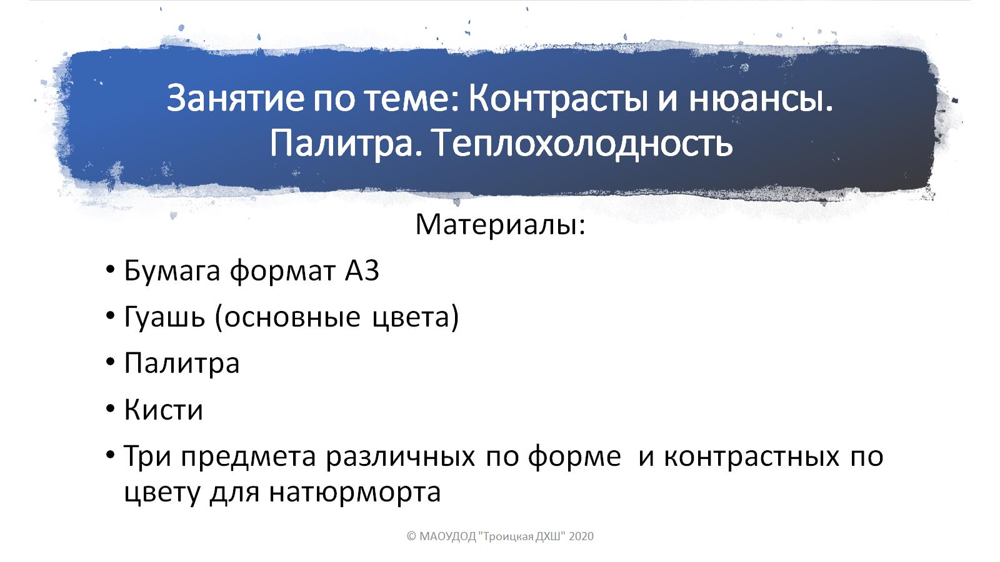 Занятие по теме: Контрасты и нюансы.
Палитра. Теплохолодность
Материалы:
• Бумага формат А3
• Гуашь (основные цвета)
• Палитра
• Кисти
• Три предмета различных по форме  и контрастных по
цвету для натюрморта
© МАОУДОД "Троицкая ДХШ" 2020